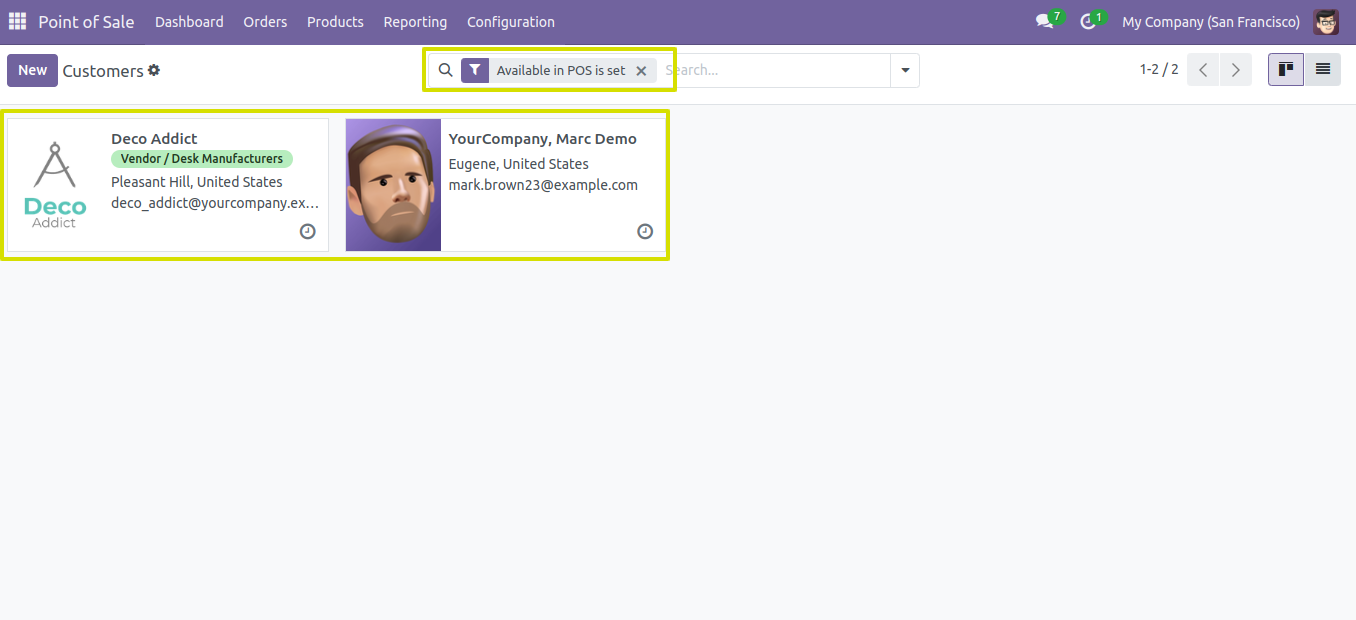 Point of Sale Dashboard Orders Products Reporting Configuration 7 1 My Company (San Francisco)
New Customers Available in POS is set Search... 1-2 / 2
Deco Addict
Vendor / Desk Manufacturers
Pleasant Hill, United States
deco_addict@yourcompany.ex...
Deco
Addict
YourCompany, Marc Demo
Eugene, United States
mark.brown23@example.com